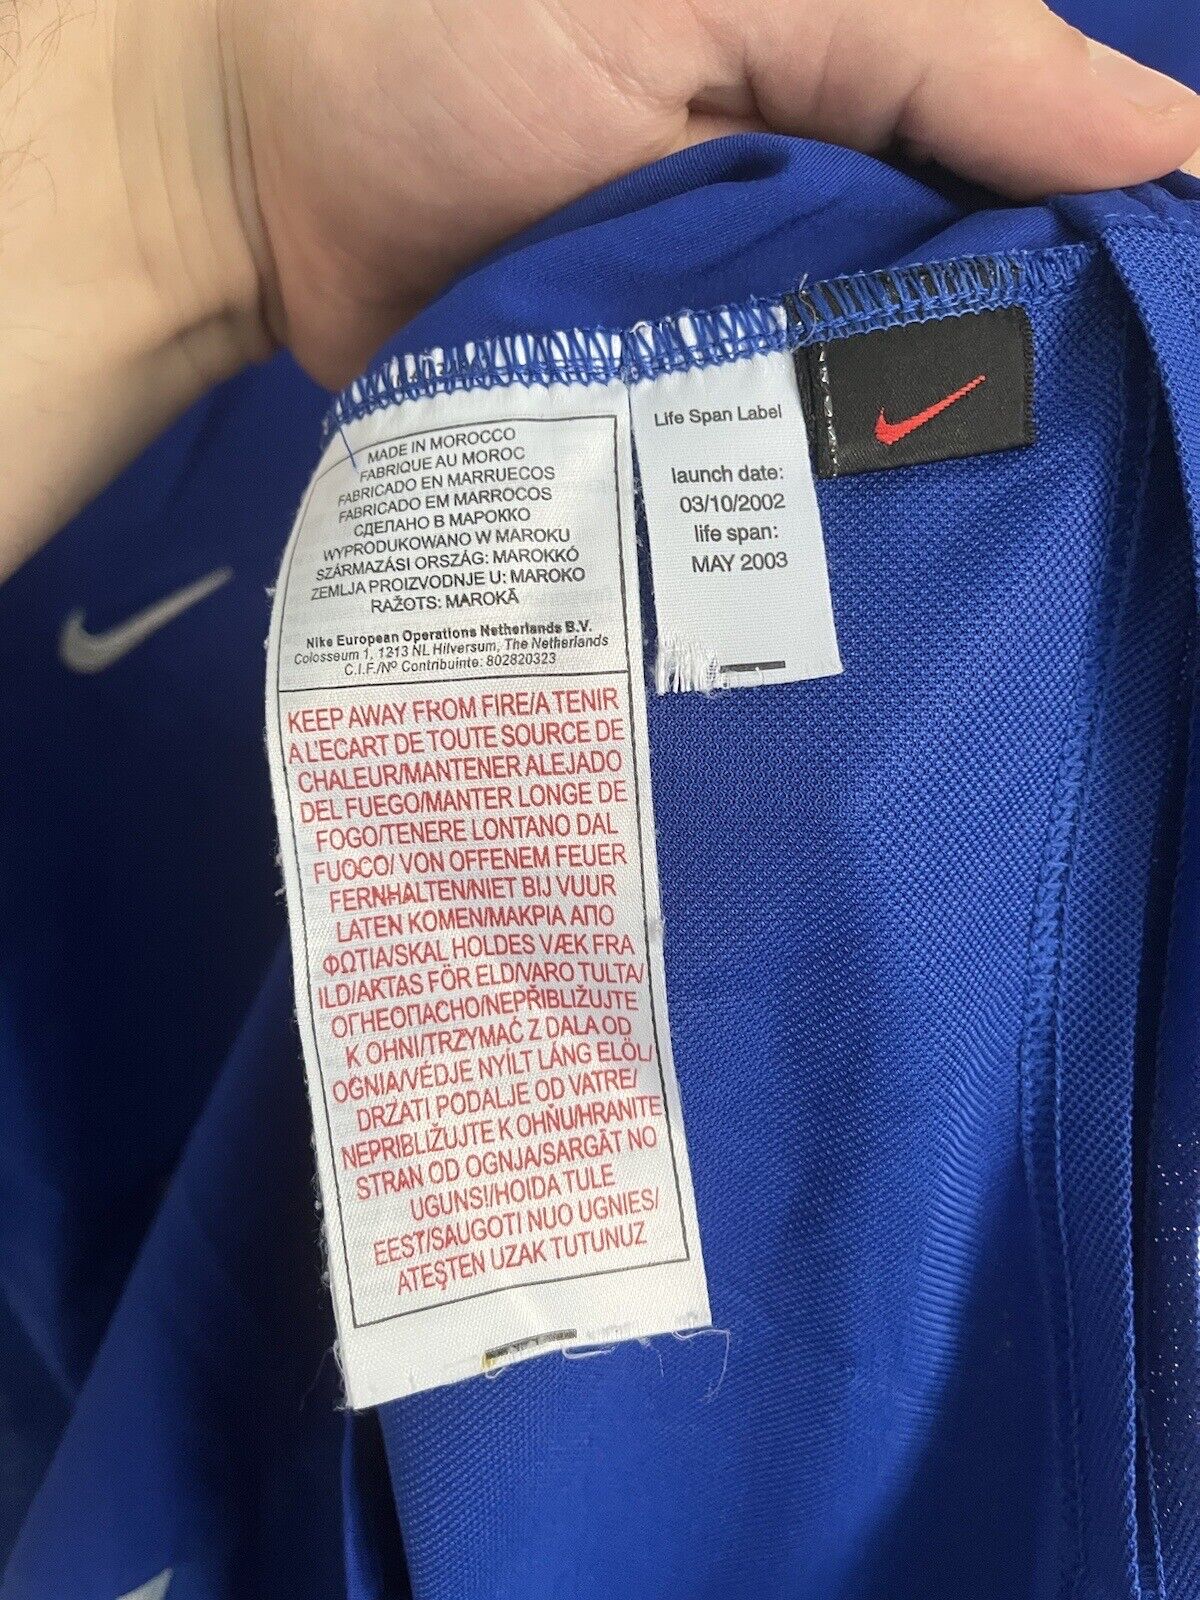 MADE IN MOROCCO
FABRIQUE AU MOROC
FABRICADO EN MARRUECOS
FABRICADO EM MARROCOS
СДЕЛАНО В МАРОККО
WYPRODUKOWANO W MAROKU
SZÁRMAZÁSI ORSZÁG: MAROKKÓ
ZEMLJA PROIZVODNJE U: MAROKO
RAŽOTS: MAROKĀ
Nike European Operations Netherlands B.V.
Colosseum 1, 1213 NL Hilversum, The Netherlands
C.I.F./Nº Contribuinte: 802820323
KEEP AWAY FROM FIRE/A TENIR
A L'ECART DE TOUTE SOURCE DE
CHALEUR/MANTENER ALEJADO
DEL FUEGO/MANTER LONGE DE
FOGO/TENERE LONTANO DAL
FUOCO/ VON OFFENEM FEUER
FERNHALTEN/NIET BIJ VUUR
LATEN KOMEN/ΜΑΚΡΙΑ ΑΠΟ
ΦΩΤΙΑ/SKAL HOLDES VÆK FRA
ILD/AKTAS FÖR ELD/VARO TULTA/
ОГНЕОПАСНО/NEPŘIBLIŽUJTE
K OHNI/TRZYMAĆ Z DALA OD
OGNIA/VÉDJE NYÍLT LÁNG ELŐL/
DRŽATI PODALJE OD VATRE/
NEPRIBLIŽUJTE K OHŇU/HRANITE
STRAN OD OGNJA/SARGĀT NO
UGUNS!/HOIDA TULE
EEST/SAUGOTI NUO UGNIES/
ATEŞTEN UZAK TUTUNUZ
Life Span Label
launch date:
03/10/2002
life span:
MAY 2003